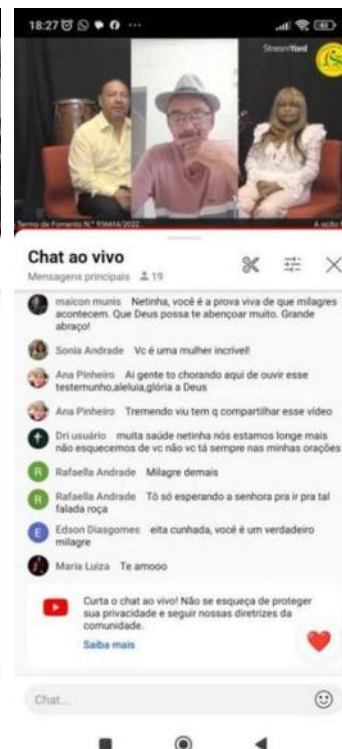 18:27
StreamYard
Termo de Fomento N.º 936614/2022
Chat ao vivo
Mensagens principais 19
maicon munis Netinha, você é a prova viva de que milagres
acontecem. Que Deus possa te abençoar muito. Grande
abraço!
Sonia Andrade Vc é uma mulher incrível!
Ana Pinheiro Ai gente to chorando aqui de ouvir esse
testemunho,aleluia,glória a Deus
Ana Pinheiro Tremendo viu tem q compartilhar esse vídeo
Dri usuário muita saúde netinha nós estamos longe mais
não esquecemos de vc não vc tá sempre nas minhas orações
R Rafaella Andrade Milagre demais
R Rafaella Andrade Tô só esperando a senhora pra ir pra tal
falada roça
E Edson Diasgomes eita cunhada, você é um verdadeiro
milagre
Maria Luiza Te amooo
Curta o chat ao vivo! Não se esqueça de proteger
sua privacidade e seguir nossas diretrizes da
comunidade.
Saiba mais
Chat...